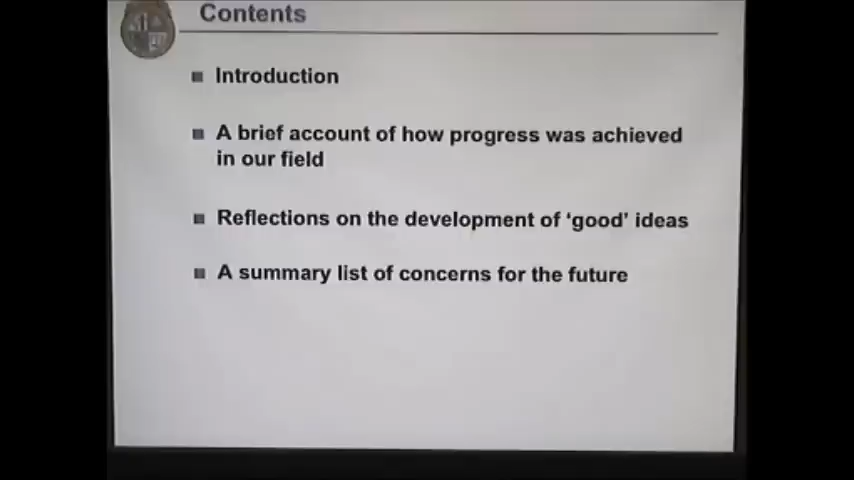 Contents
Introduction
A brief account of how progress was achieved
in our field
Reflections on the development of ‘good’ ideas
A summary list of concerns for the future